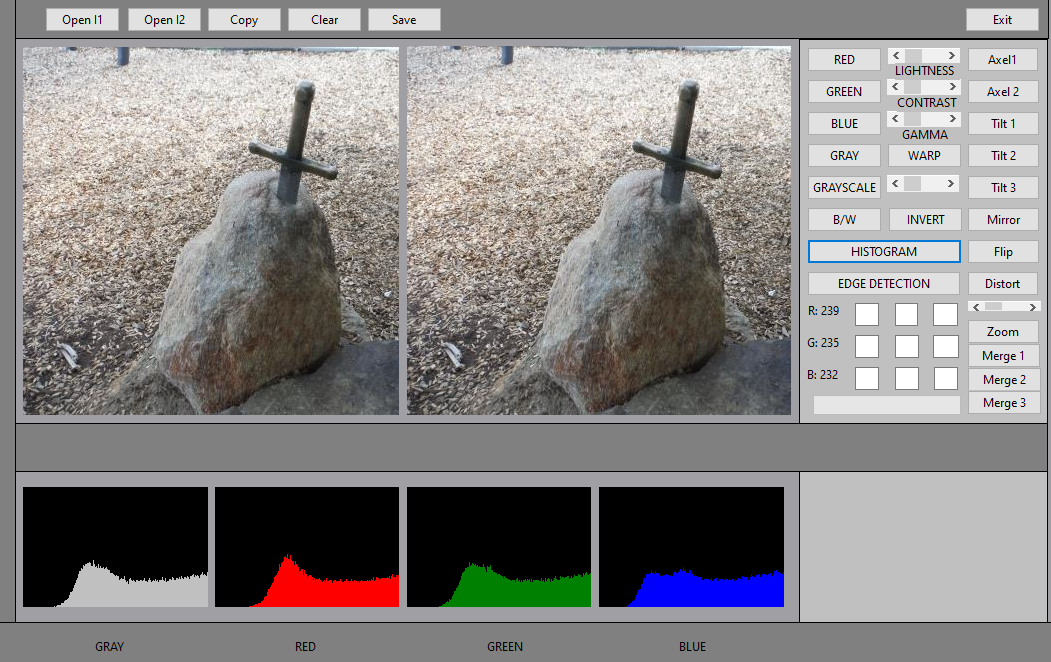 Open I1 Open I2 Copy Clear Save Exit
RED LIGHTNESS Axel1
GREEN CONTRAST Axel 2
BLUE GAMMA Tilt 1
GRAY WARP Tilt 2
GRAYSCALE Tilt 3
B/W INVERT Mirror
HISTOGRAM Flip
EDGE DETECTION Distort
R: 239
Zoom
G: 235
Merge 1
B: 232
Merge 2
Merge 3
GRAY RED GREEN BLUE